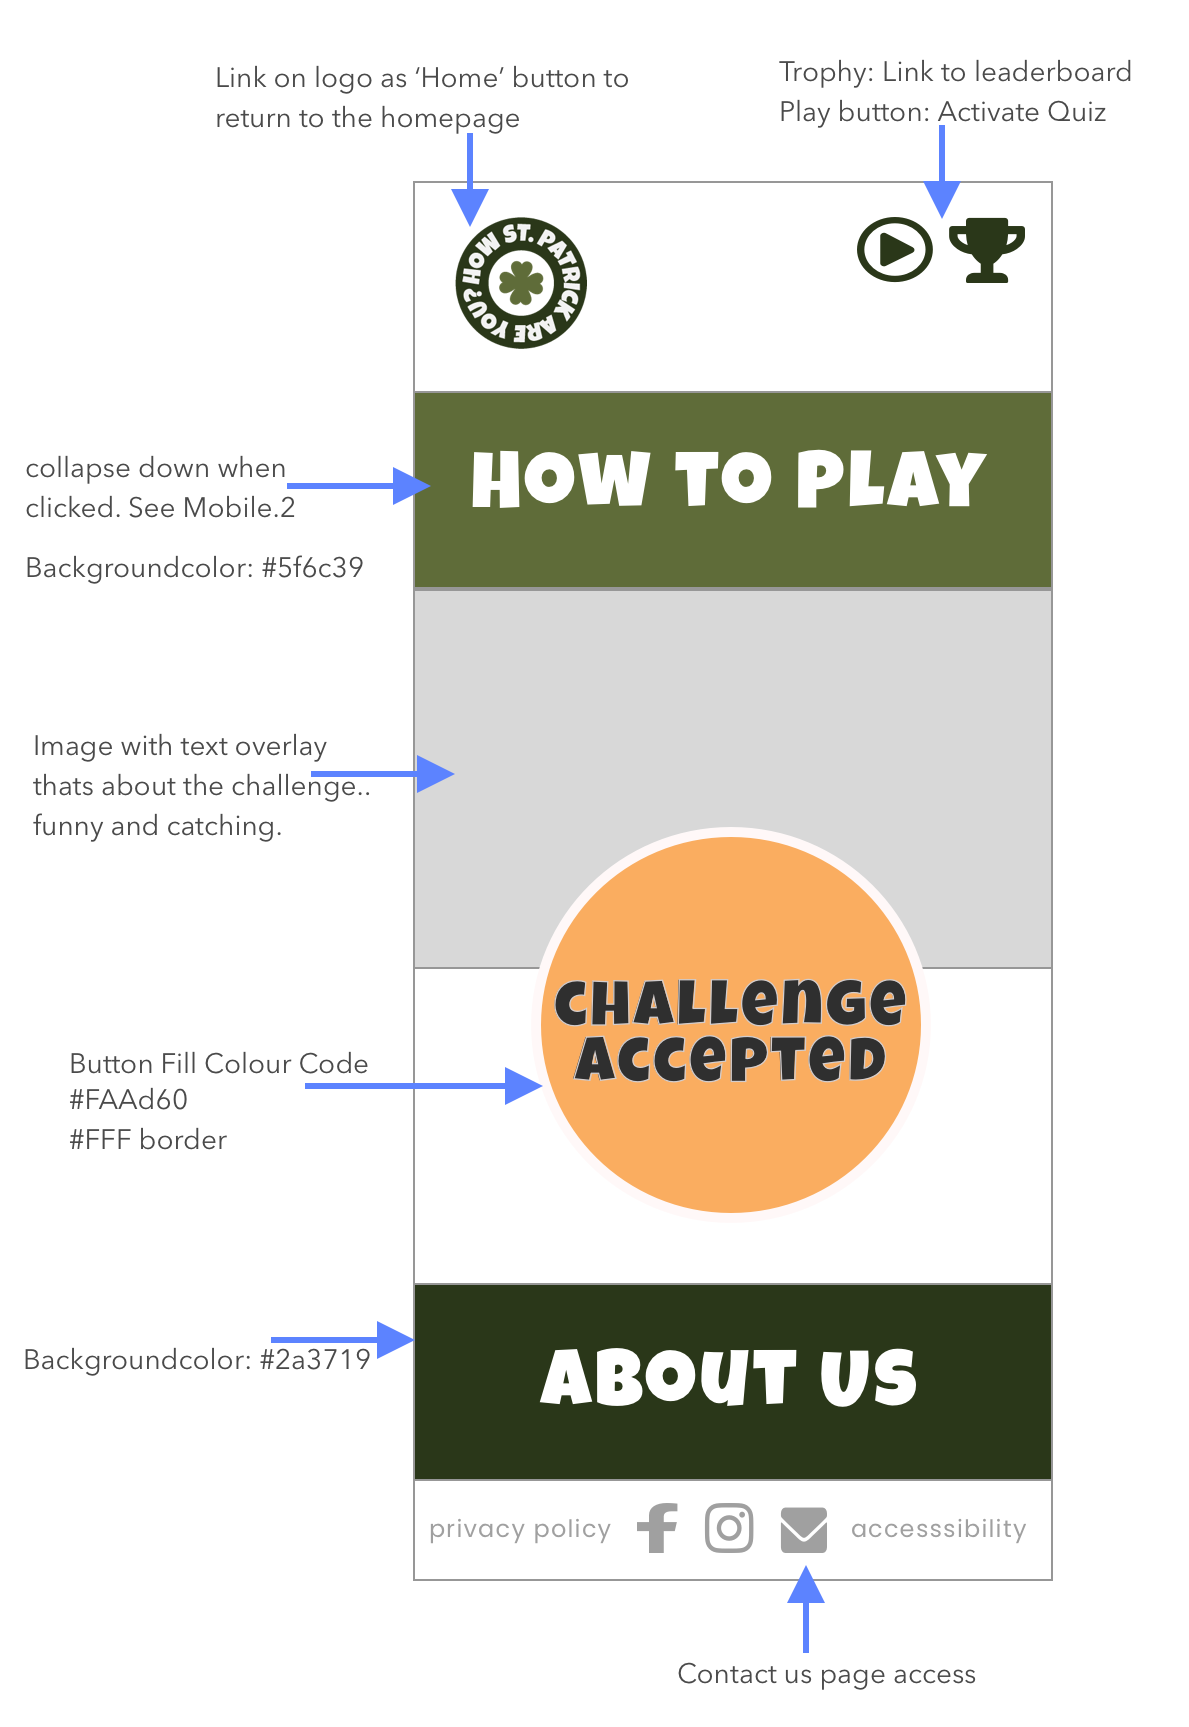 Link on logo as ‘Home’ button to
return to the homepage
Trophy: Link to leaderboard
Play button: Activate Quiz
HOW ST. PATRICK ARE YOU?
HOW TO PLAY
collapse down when
clicked. See Mobile.2
Backgroundcolor: #5f6c39
Image with text overlay
thats about the challenge..
funny and catching.
CHALLenGe
ACCePTeD
Button Fill Colour Code
#FAAd60
#FFF border
Backgroundcolor: #2a3719
ABOUT US
privacy policy
accesssibility
Contact us page access